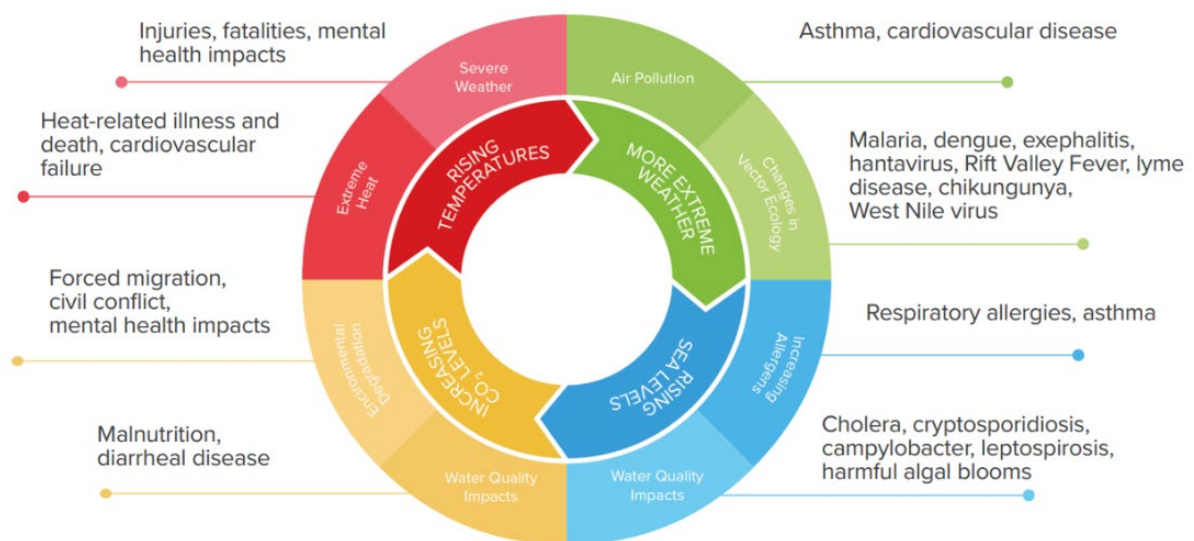 Injuries, fatalities, mental
health impacts
Heat-related illness and
death, cardiovascular
failure
Forced migration,
civil conflict,
mental health impacts
Malnutrition,
diarrheal disease
Severe
Weather
Air Pollution
Extreme
Heat
Changes in
Vector Ecology
RISING
TEMPERATURES
MORE EXTREME
WEATHER
INCREASING
CO₂ LEVELS
RISING
SEA LEVELS
Encironmental
Degradation
Increasing
Allergens
Water Quality
Impacts
Water Quality
Impacts
Asthma, cardiovascular disease
Malaria, dengue, exephalitis,
hantavirus, Rift Valley Fever, lyme
disease, chikungunya,
West Nile virus
Respiratory allergies, asthma
Cholera, cryptosporidiosis,
campylobacter, leptospirosis,
harmful algal blooms